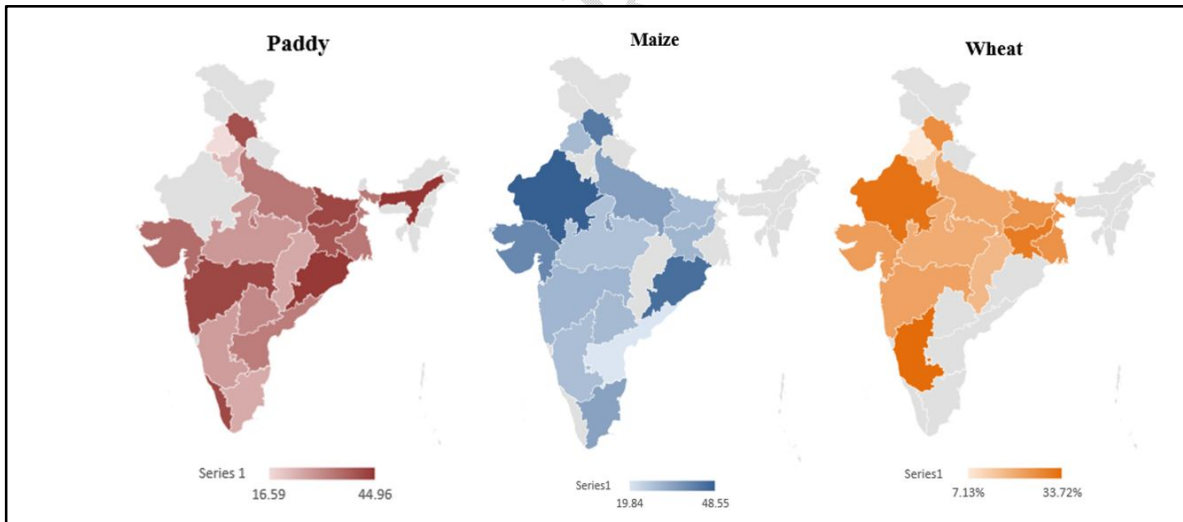 Paddy
Maize
Wheat
Series 1
16.59
44.96
Series1
19.84
48.55
Series1
7.13%
33.72%